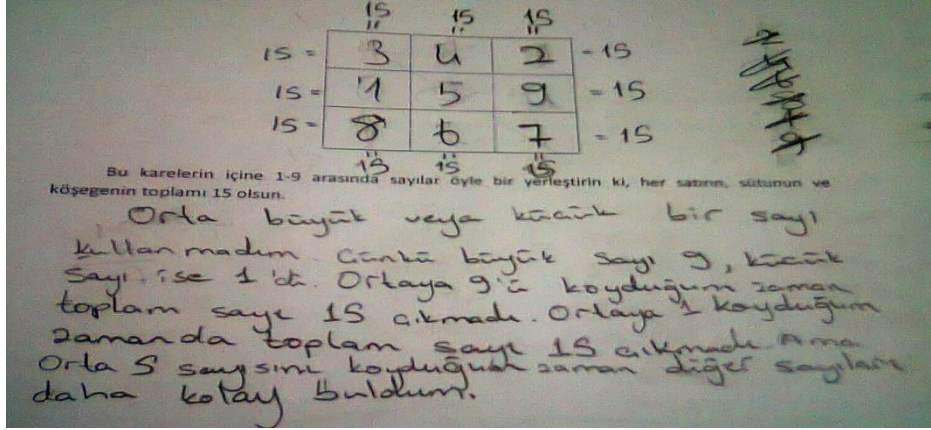 15 15 15
15 = 3 4 2 = 15
15 = 1 5 9 = 15
15 = 8 6 7 = 15
15 15 15
Bu karelerin içine 1-9 arasında sayılar öyle bir yerleştirin ki, her satırın, sütunun ve
köşegenin toplamı 15 olsun.
Orta büyük veya küçük bir sayı
kullanmadım. Çünkü büyük sayı 9, küçük
sayı ise 1'di. Ortaya 9'u koyduğum zaman
toplam sayı 15 çıkmadı. Ortaya 1 koyduğum
zamanda toplam sayı 15 çıkmadı. Ama
Orta 5 sayısını koyduğum zaman diğer sayıları
daha kolay buldum.